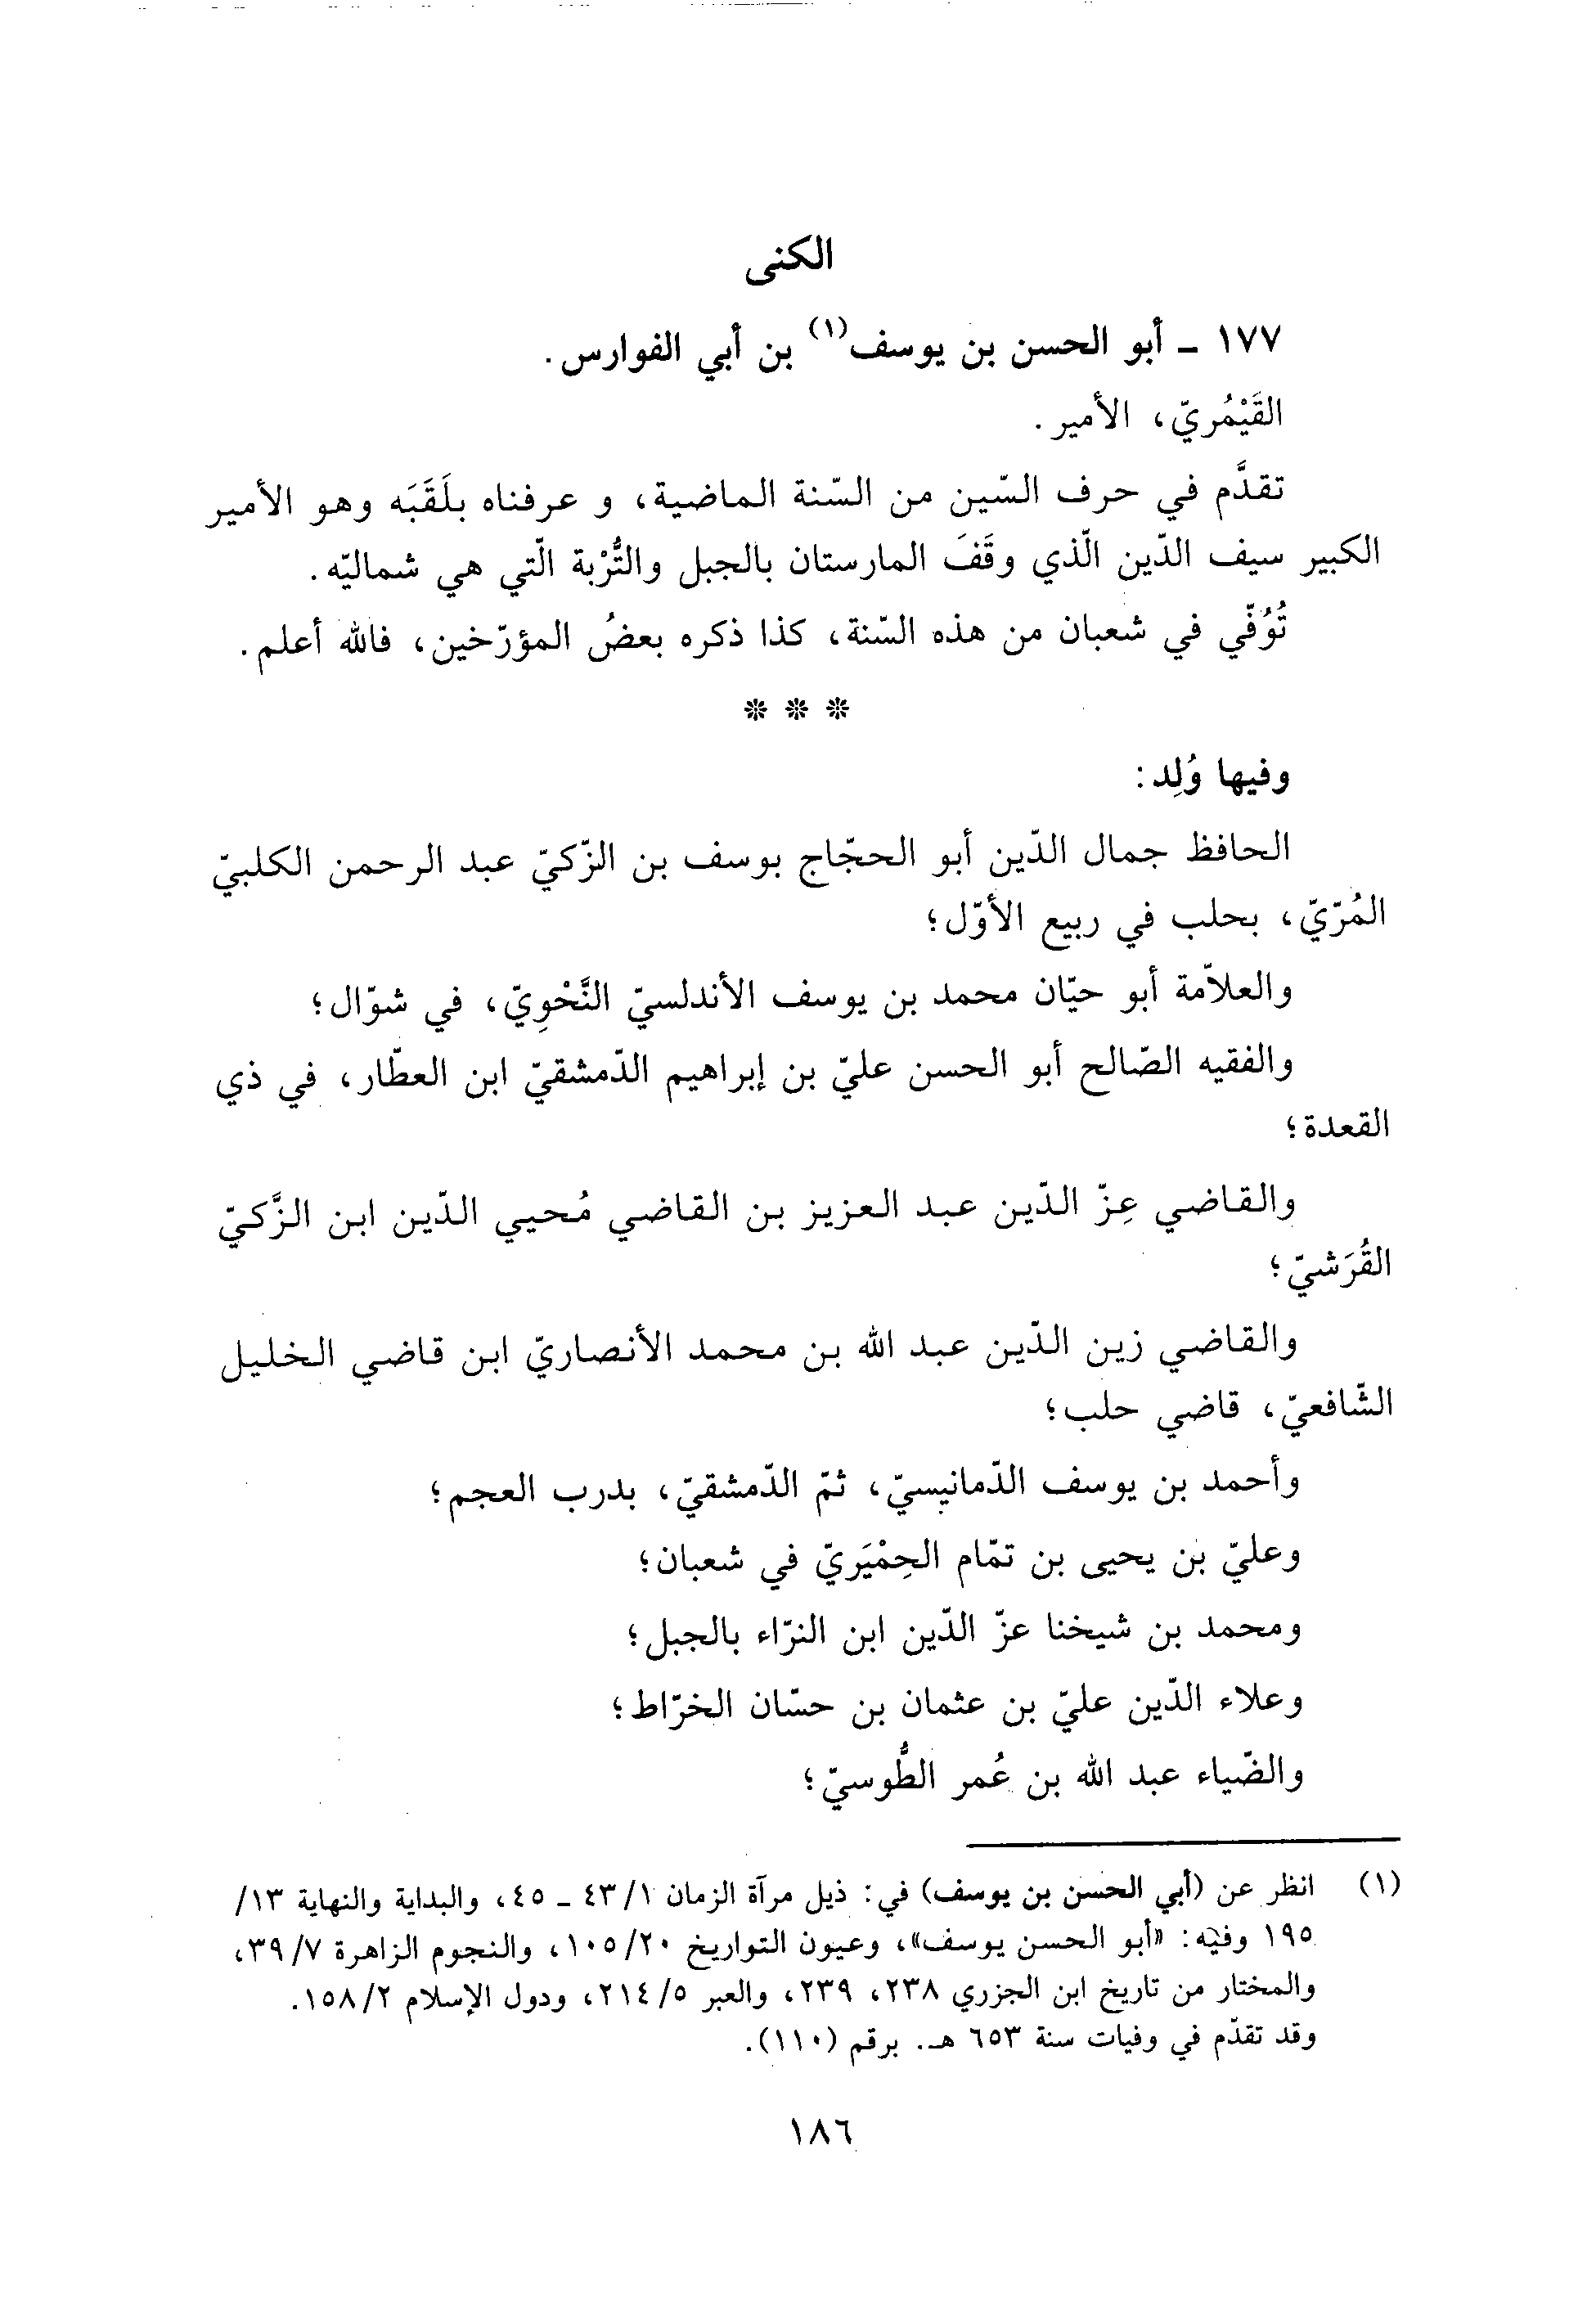 الكنى
١٧٧ ـ أبو الحسن بن يوسف(١) بن أبي الفوارس.
القَيْمُريّ، الأمير.
تقدَّم في حرف السّين من السّنة الماضية، و عرفناه بلَقَبَه وهو الأمير
الكبير سيف الدّين الّذي وقَفَ المارستان بالجبل والتُّرْبة الّتي هي شماليّه.
تُوُفّي في شعبان من هذه السّنة، كذا ذكره بعضُ المؤرّخين، فالله أعلم.
❊ ❊ ❊
وفيها وُلِد:
الحافظ جمال الدّين أبو الحجّاج بوسف بن الزّكيّ عبد الرحمن الكلبيّ
المُرّيّ، بحلب في ربيع الأوّل؛
والعلاّمة أبو حيّان محمد بن يوسف الأندلسيّ النَّحْوِيّ، في شوّال؛
والفقيه الصّالح أبو الحسن عليّ بن إبراهيم الدّمشقيّ ابن العطّار، في ذي
القعدة؛
والقاضي عِزّ الدّين عبد العزيز بن القاضي مُحيي الدّين ابن الزَّكيّ
القُرَشيّ؛
والقاضي زين الدّين عبد الله بن محمد الأنصاريّ ابن قاضي الخليل
الشّافعيّ، قاضي حلب؛
وأحمد بن يوسف الدّمانيسيّ، ثمّ الدّمشقيّ، بدرب العجم؛
وعليّ بن يحيى بن تمّام الحِمْيَريّ في شعبان؛
ومحمد بن شيخنا عزّ الدّين ابن النرّاء بالجبل؛
وعلاء الدّين عليّ بن عثمان بن حسّان الخرّاط؛
والضّياء عبد الله بن عُمر الطُّوسيّ؛
(١) انظر عن (أبي الحسن بن يوسف) في: ذيل مرآة الزمان ١/ ٤٣ ـ ٤٥، والبداية والنهاية ١٣/
١٩٥ وفيه: «أبو الحسن يوسف»، وعيون التواريخ ٢٠/ ١٠٥، والنجوم الزاهرة ٧/ ٣٩،
والمختار من تاريخ ابن الجزري ٢٣٨، ٢٣٩، والعبر ٥/ ٢١٤، ودول الإسلام ٢/ ١٥٨.
وقد تقدّم في وفيات سنة ٦٥٣ هـ. برقم (١١٠).
١٨٦